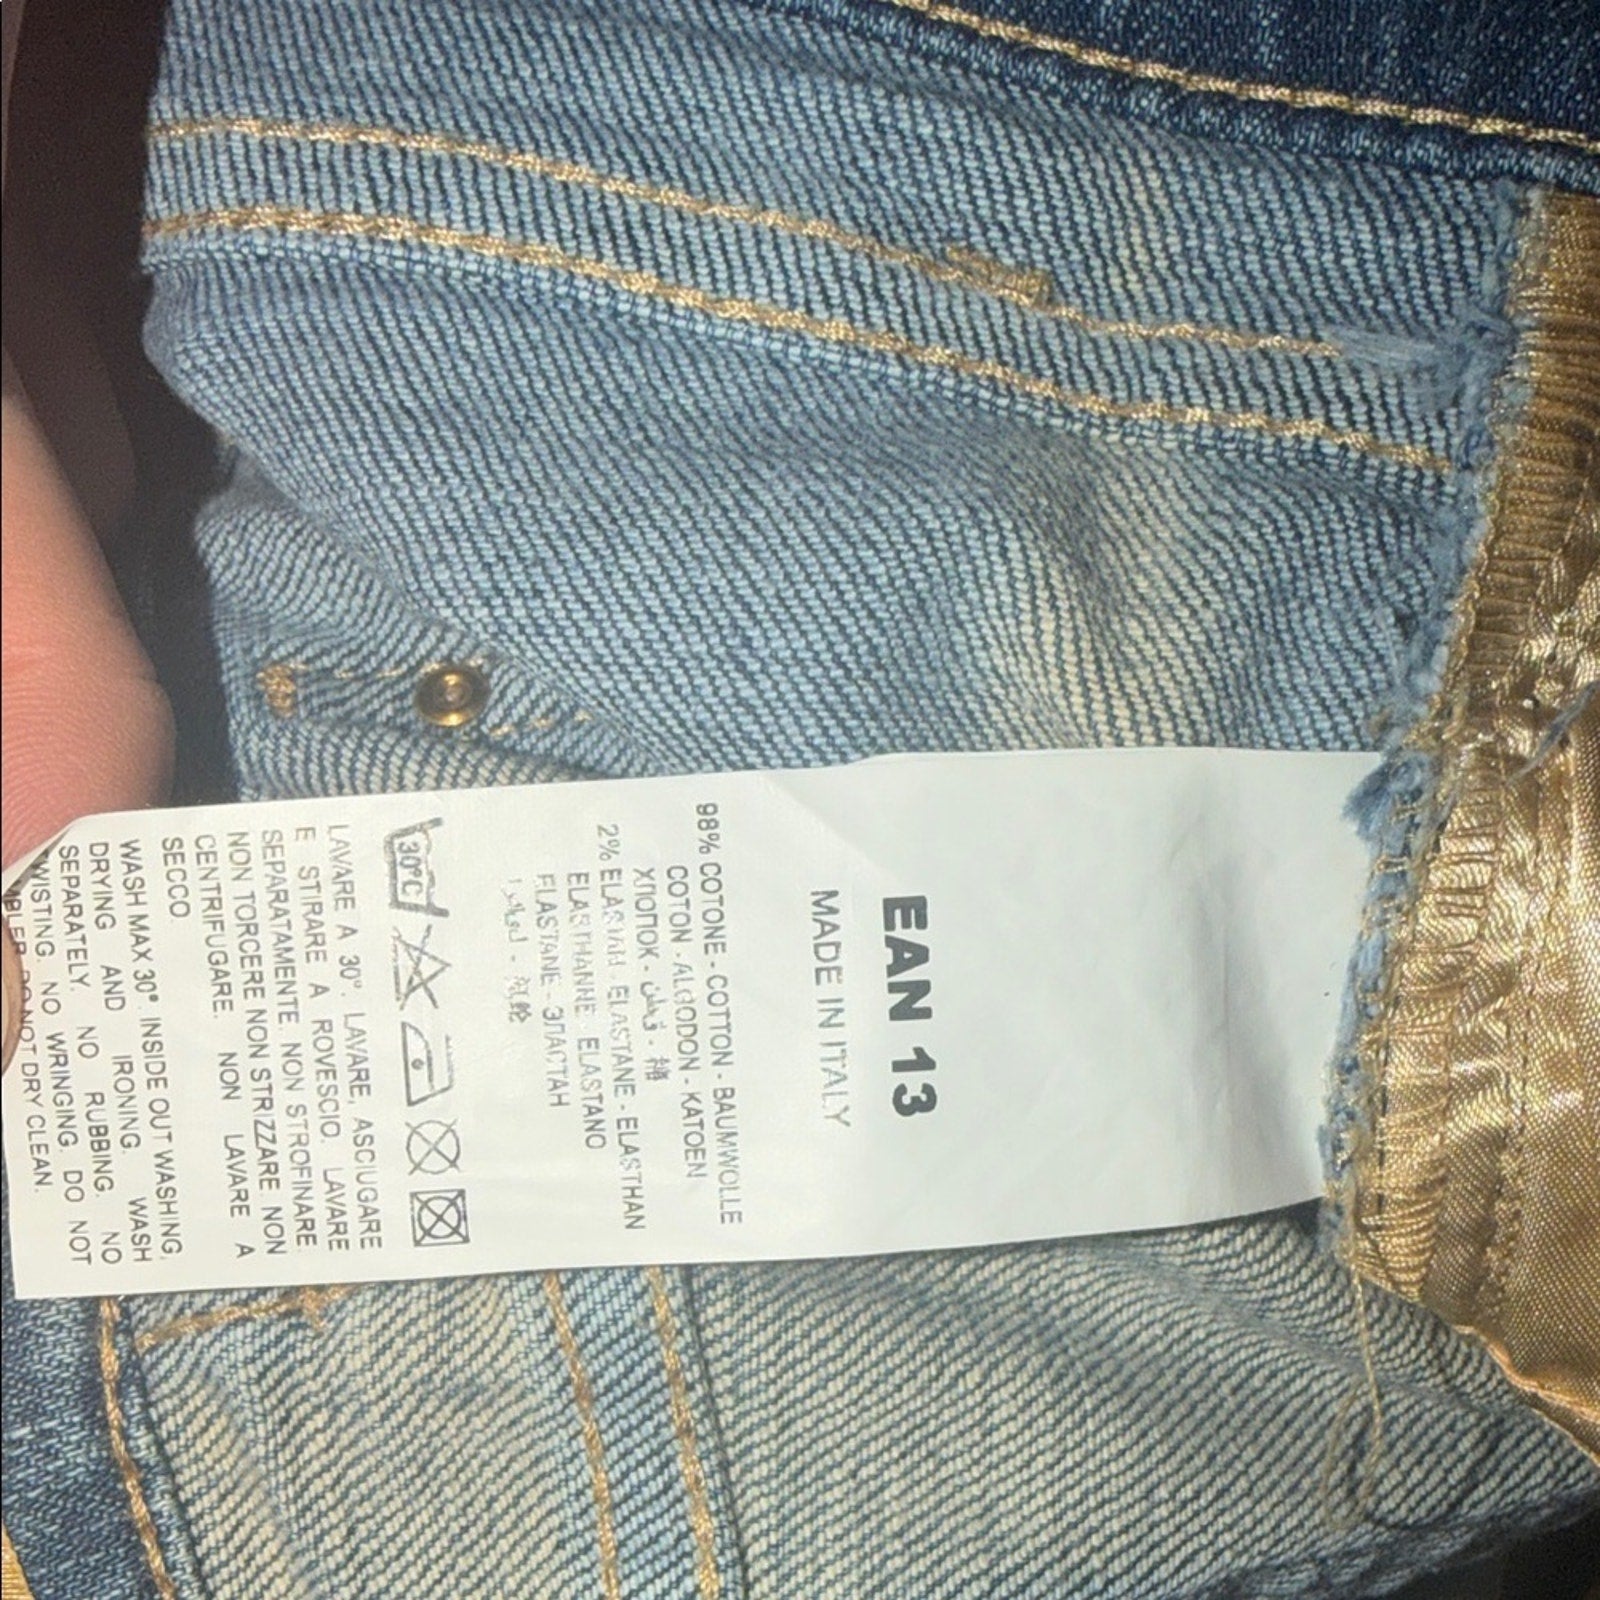 EAN 13
MADE IN ITALY
98% COTONE - COTTON - BAUMWOLLE
COTON - ALGODON - KATOEN
ХЛОПОК - قطن - 棉
2% ELASTAN - ELASTANE - ELASTHAN
ELASTHANNE - ELASTANO
ELASTANE - ЭЛАСТАН
30°C
LAVARE A 30°. LAVARE, ASCIUGARE
E STIRARE A ROVESCIO. LAVARE
SEPARATAMENTE. NON STROFINARE.
NON TORCERE NON STRIZZARE. NON
CENTRIFUGARE. NON LAVARE A
SECCO.
WASH MAX 30°. INSIDE OUT WASHING,
DRYING AND IRONING. WASH
SEPARATELY. NO RUBBING. NO
TWISTING. NO WRINGING. DO NOT
DO NOT DRY CLEAN.